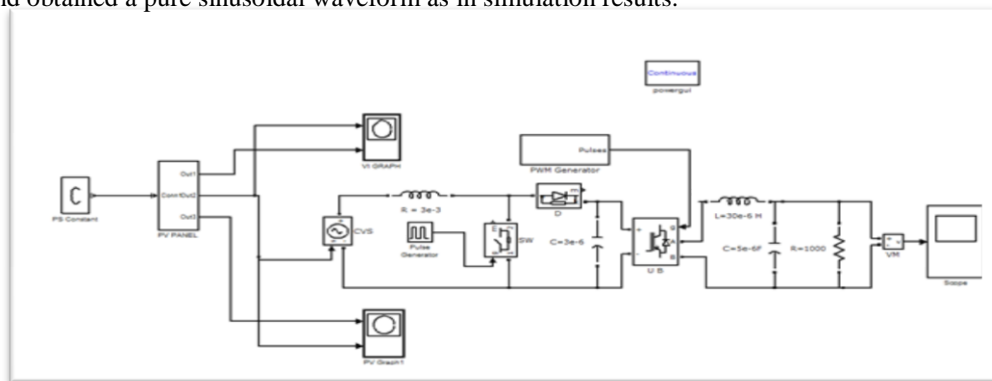 nd obtained a pure sinusoidal waveform as in simulation results.
Continuous
powergui
C
PS Constant
Out1
Conn1
Out2
Out3
PV PANEL
VI GRAPH
PV Graph1
CVS
R = 3e-3
Pulse
Generator
SW
Pulses
PWM Generator
D
C=3e-6
U B
L=30e-6 H
C=5e-6F
R=1000
VM
Scope